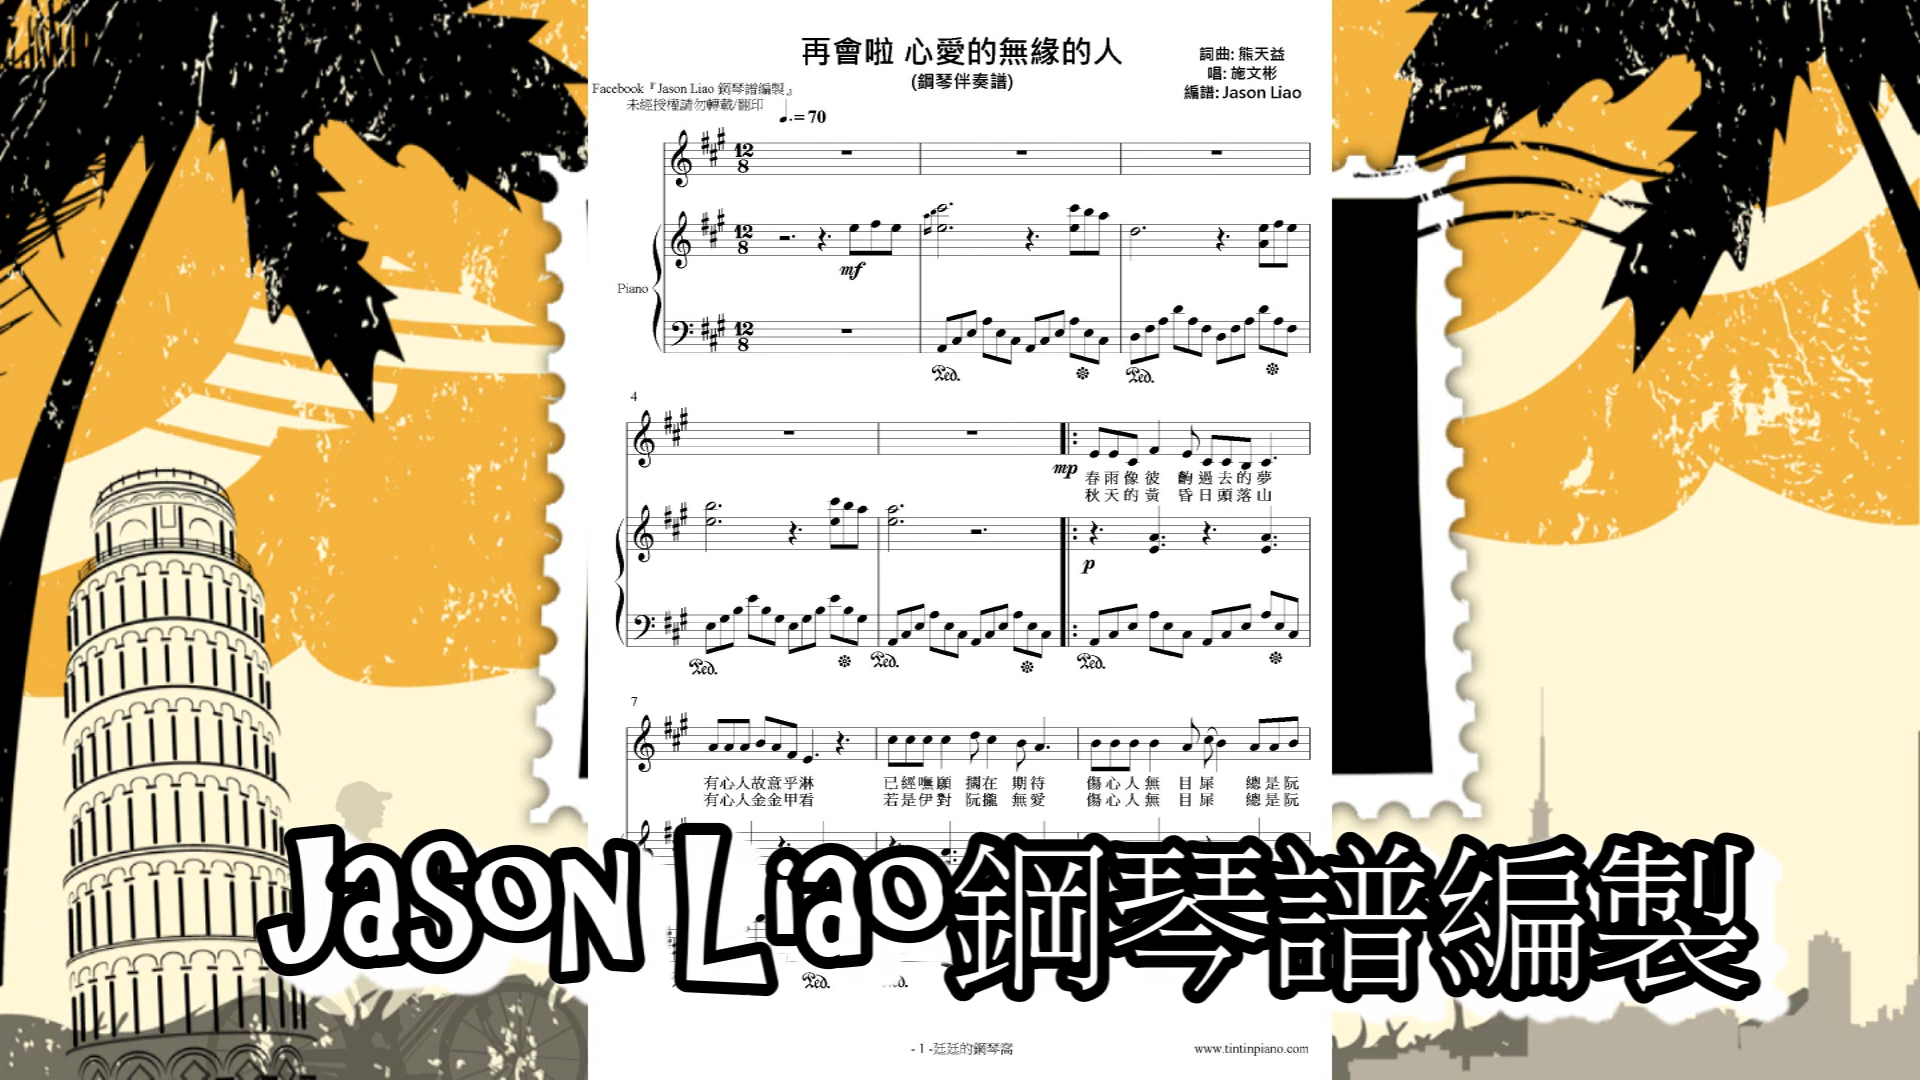 再會啦 心愛的無緣的人
(鋼琴伴奏譜)
詞曲: 熊天益
唱: 施文彬
編譜: Jason Liao
Facebook『Jason Liao 鋼琴譜編製』
未經授權請勿轉載/翻印
= 70
12
8
mf
Piano
4
mp
春雨像彼 齣過去的夢
秋天的黃 昏日頭落山
p
7
有心人故意乎淋 已經嘸願 擱在 期待 傷心人無 目屎 總是阮
有心人金金甲看 若是伊對 阮攏 無愛 傷心人無 目屎 總是阮
Jason Liao鋼琴譜編製
- 1 -廷廷的鋼琴窩
www.tintinpiano.com